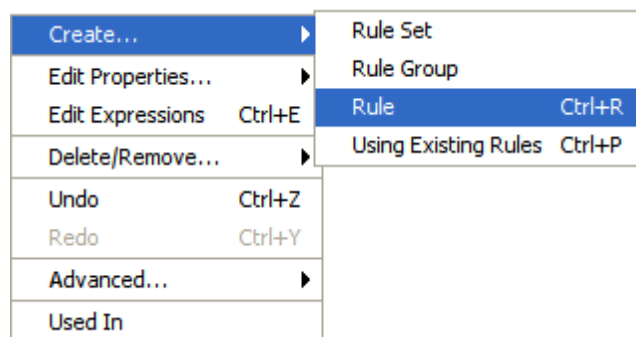 Create...
Edit Properties...
Edit Expressions Ctrl+E
Delete/Remove...
Undo Ctrl+Z
Redo Ctrl+Y
Advanced...
Used In
Rule Set
Rule Group
Rule Ctrl+R
Using Existing Rules Ctrl+P